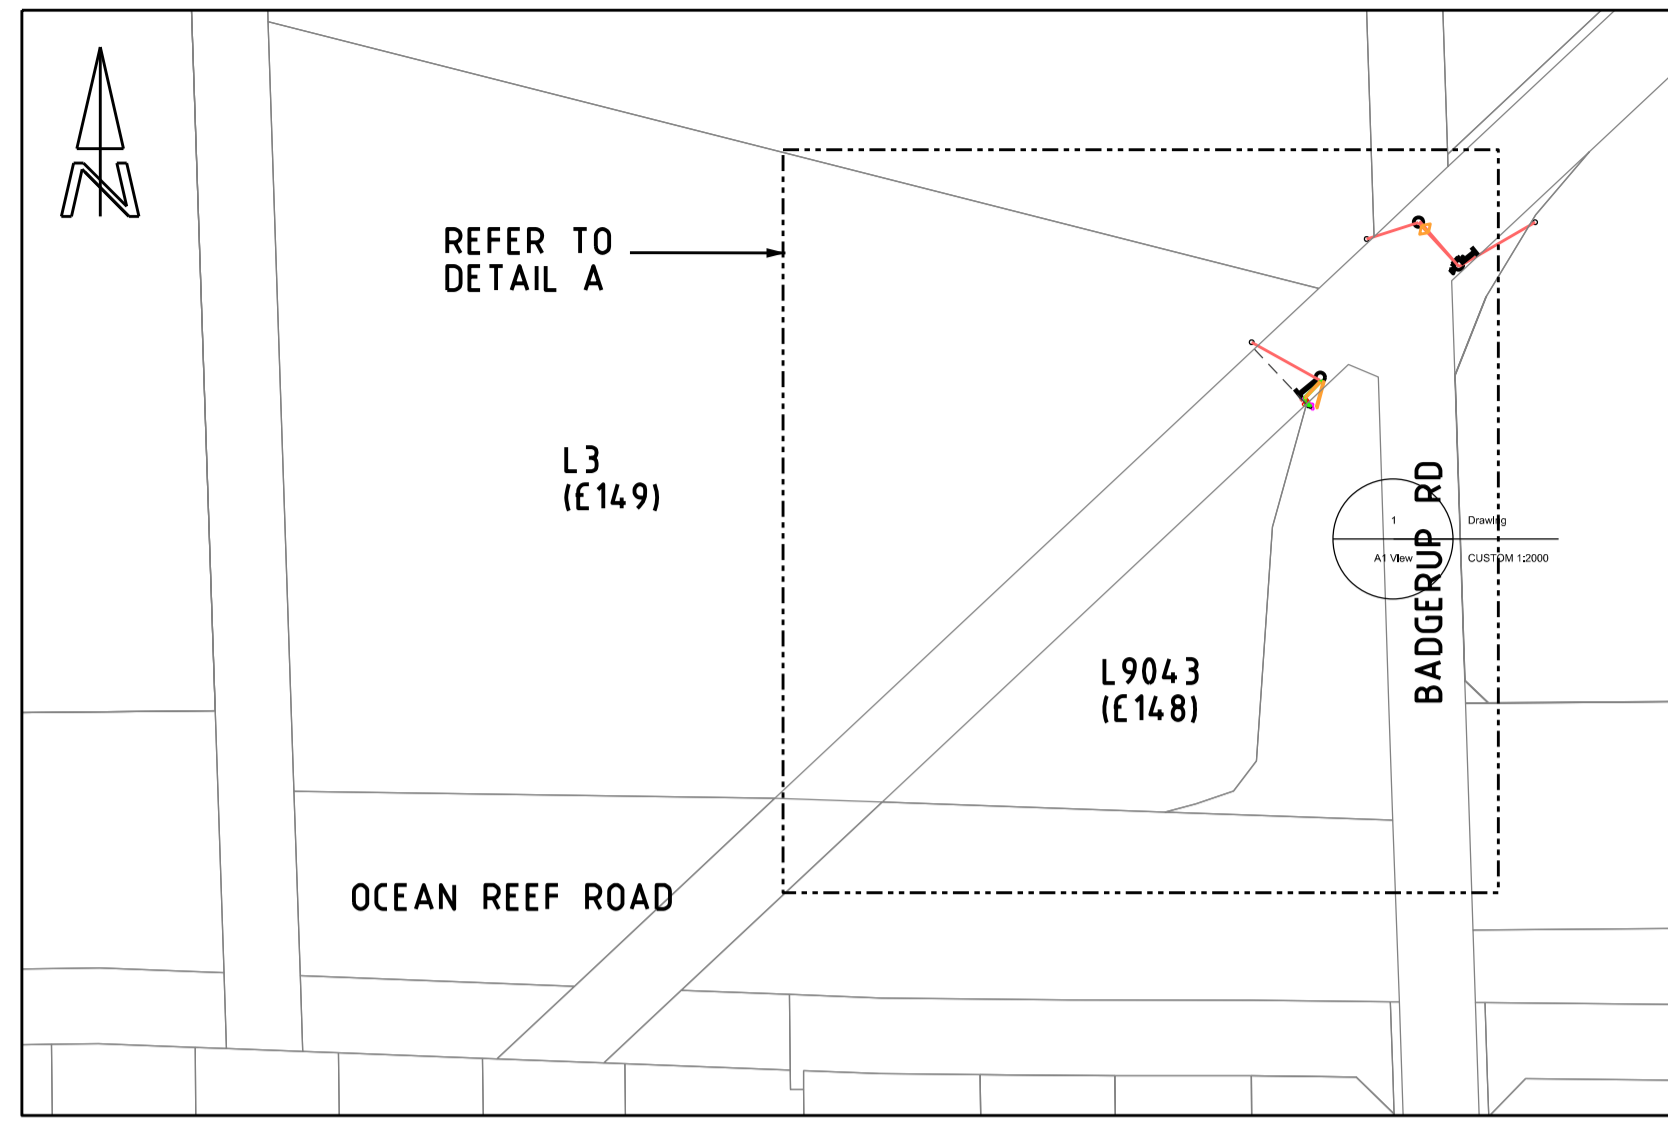 N
REFER TO
DETAIL A
L3
(E149)
1
Drawing
A1 View
CUSTOM 1:2000
BADGERUP RD
L9043
(E148)
OCEAN REEF ROAD